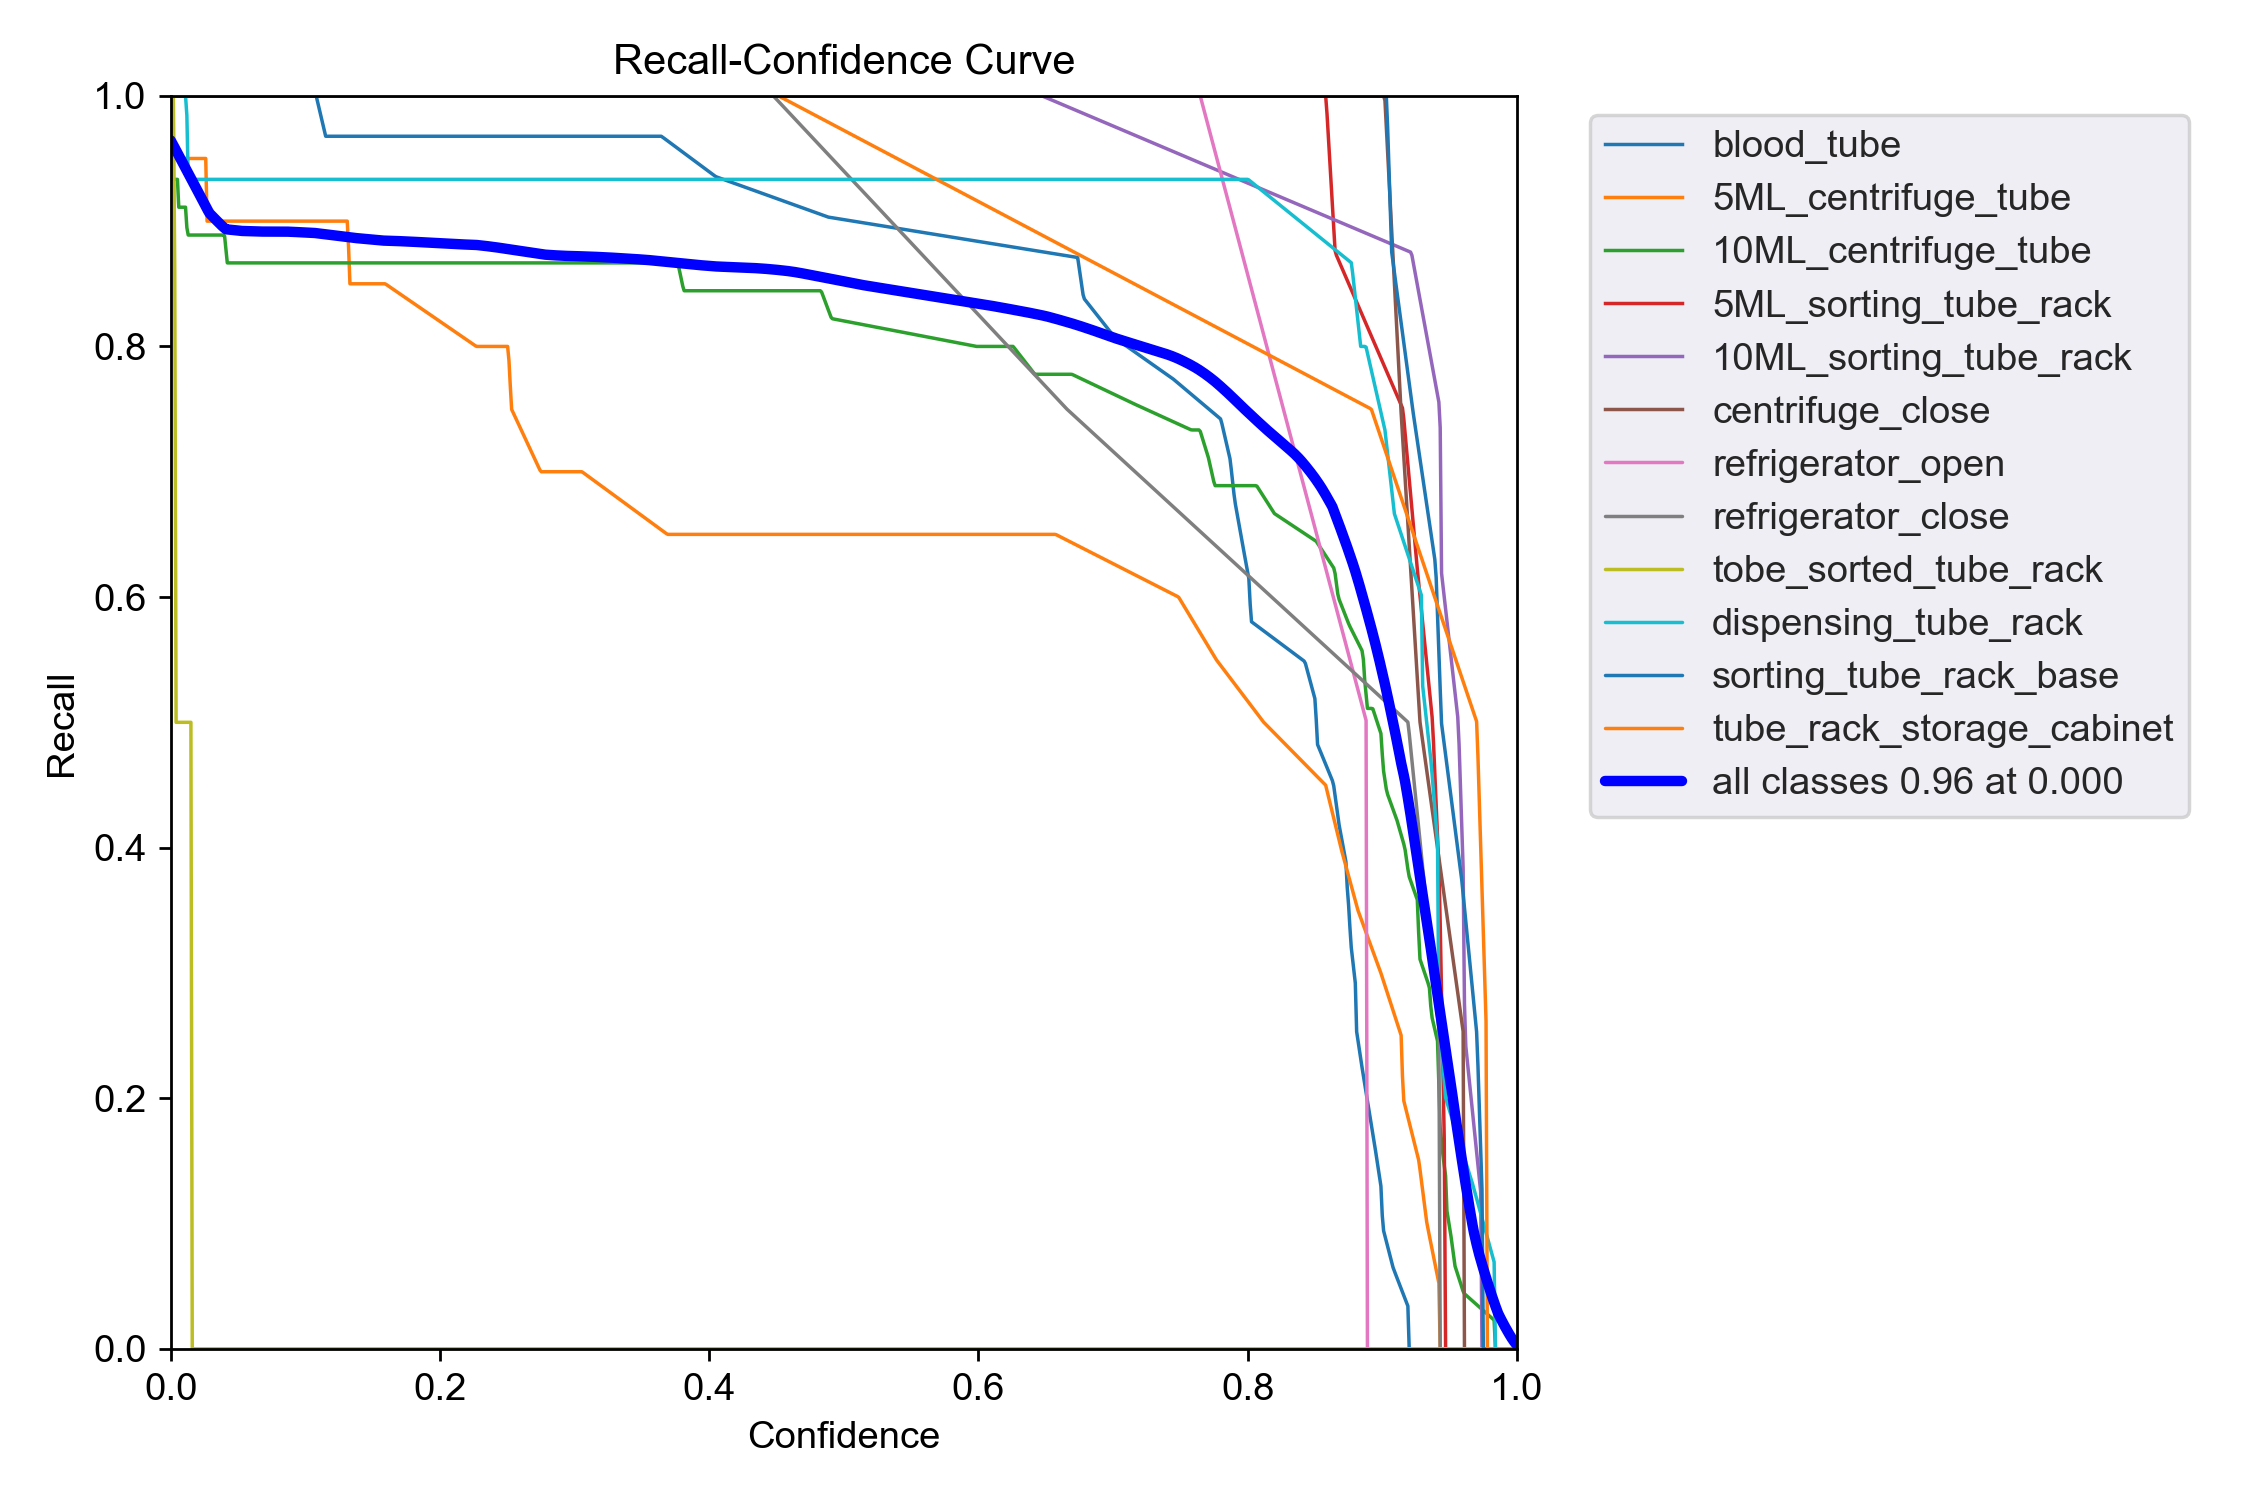 Recall-Confidence Curve
1.0
0.8
0.6
0.4
0.2
0.0
Recall
0.0 0.2 0.4 0.6 0.8 1.0
Confidence
blood_tube
5ML_centrifuge_tube
10ML_centrifuge_tube
5ML_sorting_tube_rack
10ML_sorting_tube_rack
centrifuge_close
refrigerator_open
refrigerator_close
tobe_sorted_tube_rack
dispensing_tube_rack
sorting_tube_rack_base
tube_rack_storage_cabinet
all classes 0.96 at 0.000